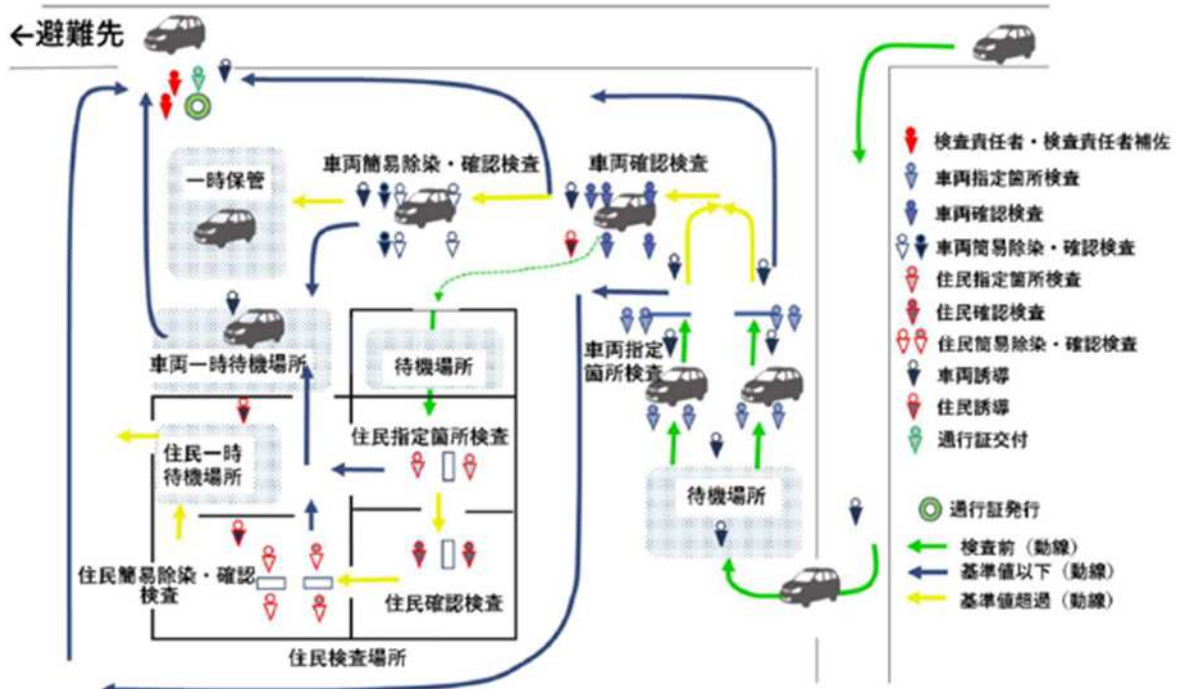 ←避難先
車両簡易除染・確認検査
車両確認検査
一時保管
車両一時待機場所
待機場所
車両指定
箇所検査
住民指定箇所検査
住民一時
待機場所
待機場所
住民簡易除染・確認
検査
住民確認検査
住民検査場所
検査責任者・検査責任者補佐
車両指定箇所検査
車両確認検査
車両簡易除染・確認検査
住民指定箇所検査
住民確認検査
住民簡易除染・確認検査
車両誘導
住民誘導
通行証交付
通行証発行
検査前（動線）
基準値以下（動線）
基準値超過（動線）